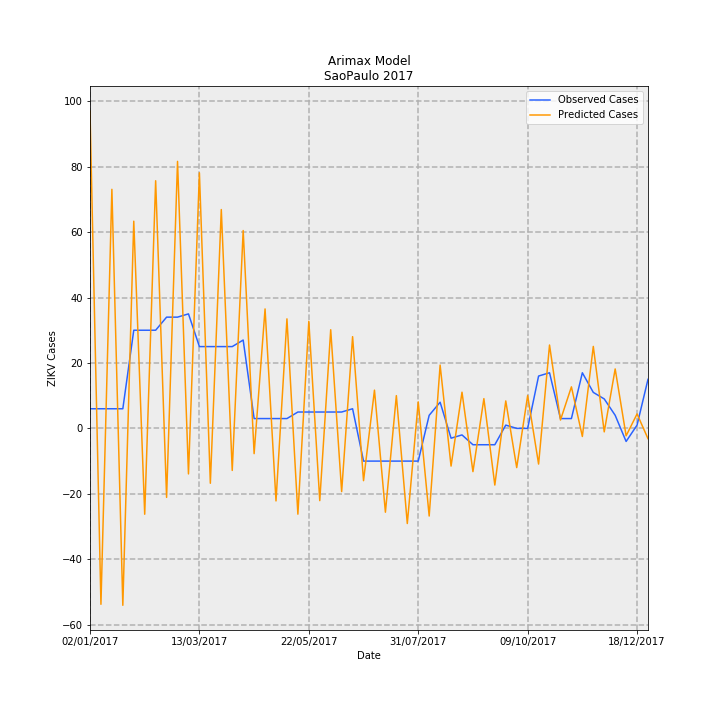 Arimax Model
SaoPaulo 2017
Observed Cases
Predicted Cases
ZIKV Cases
100
80
60
40
20
0
−20
−40
−60
02/01/2017
13/03/2017
22/05/2017
31/07/2017
09/10/2017
18/12/2017
Date